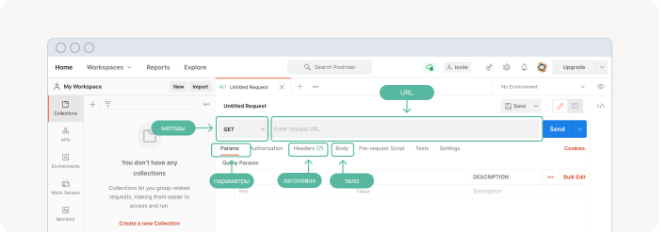 Home Workspaces Reports Explore Search Postman Invite Upgrade
My Workspace New Import GET Untitled Request No Environment
URL
Collections
Untitled Request Save
APIs
методы GET Enter request URL Send
Environments
You don't have any
collections
Params Authorization Headers (7) Body Pre-request Script Tests Settings Cookies
Query Params
Mock Servers
Collections let you group related
requests, making them easier to
access and run.
параметры заголовок тело DESCRIPTION Bulk Edit
Key Value Description
Monitors
Create a new Collection